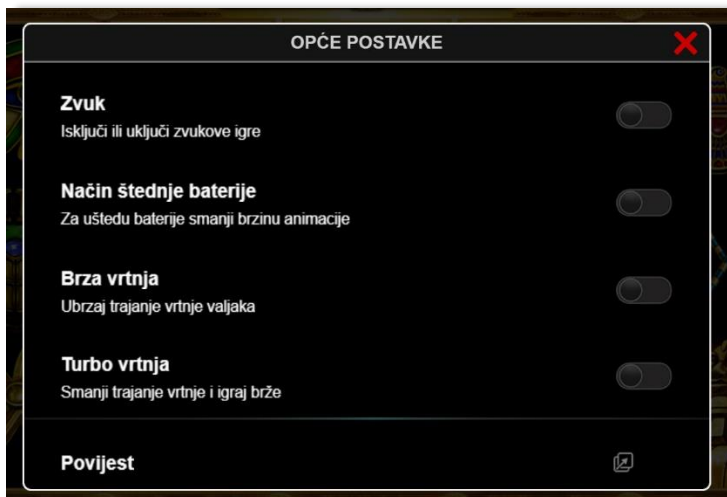 OPĆE POSTAVKE
Zvuk
Isključi ili uključi zvukove igre
Način štednje baterije
Za uštedu baterije smanji brzinu animacije
Brza vrtnja
Ubrzaj trajanje vrtnje valjaka
Turbo vrtnja
Smanji trajanje vrtnje i igraj brže
Povijest